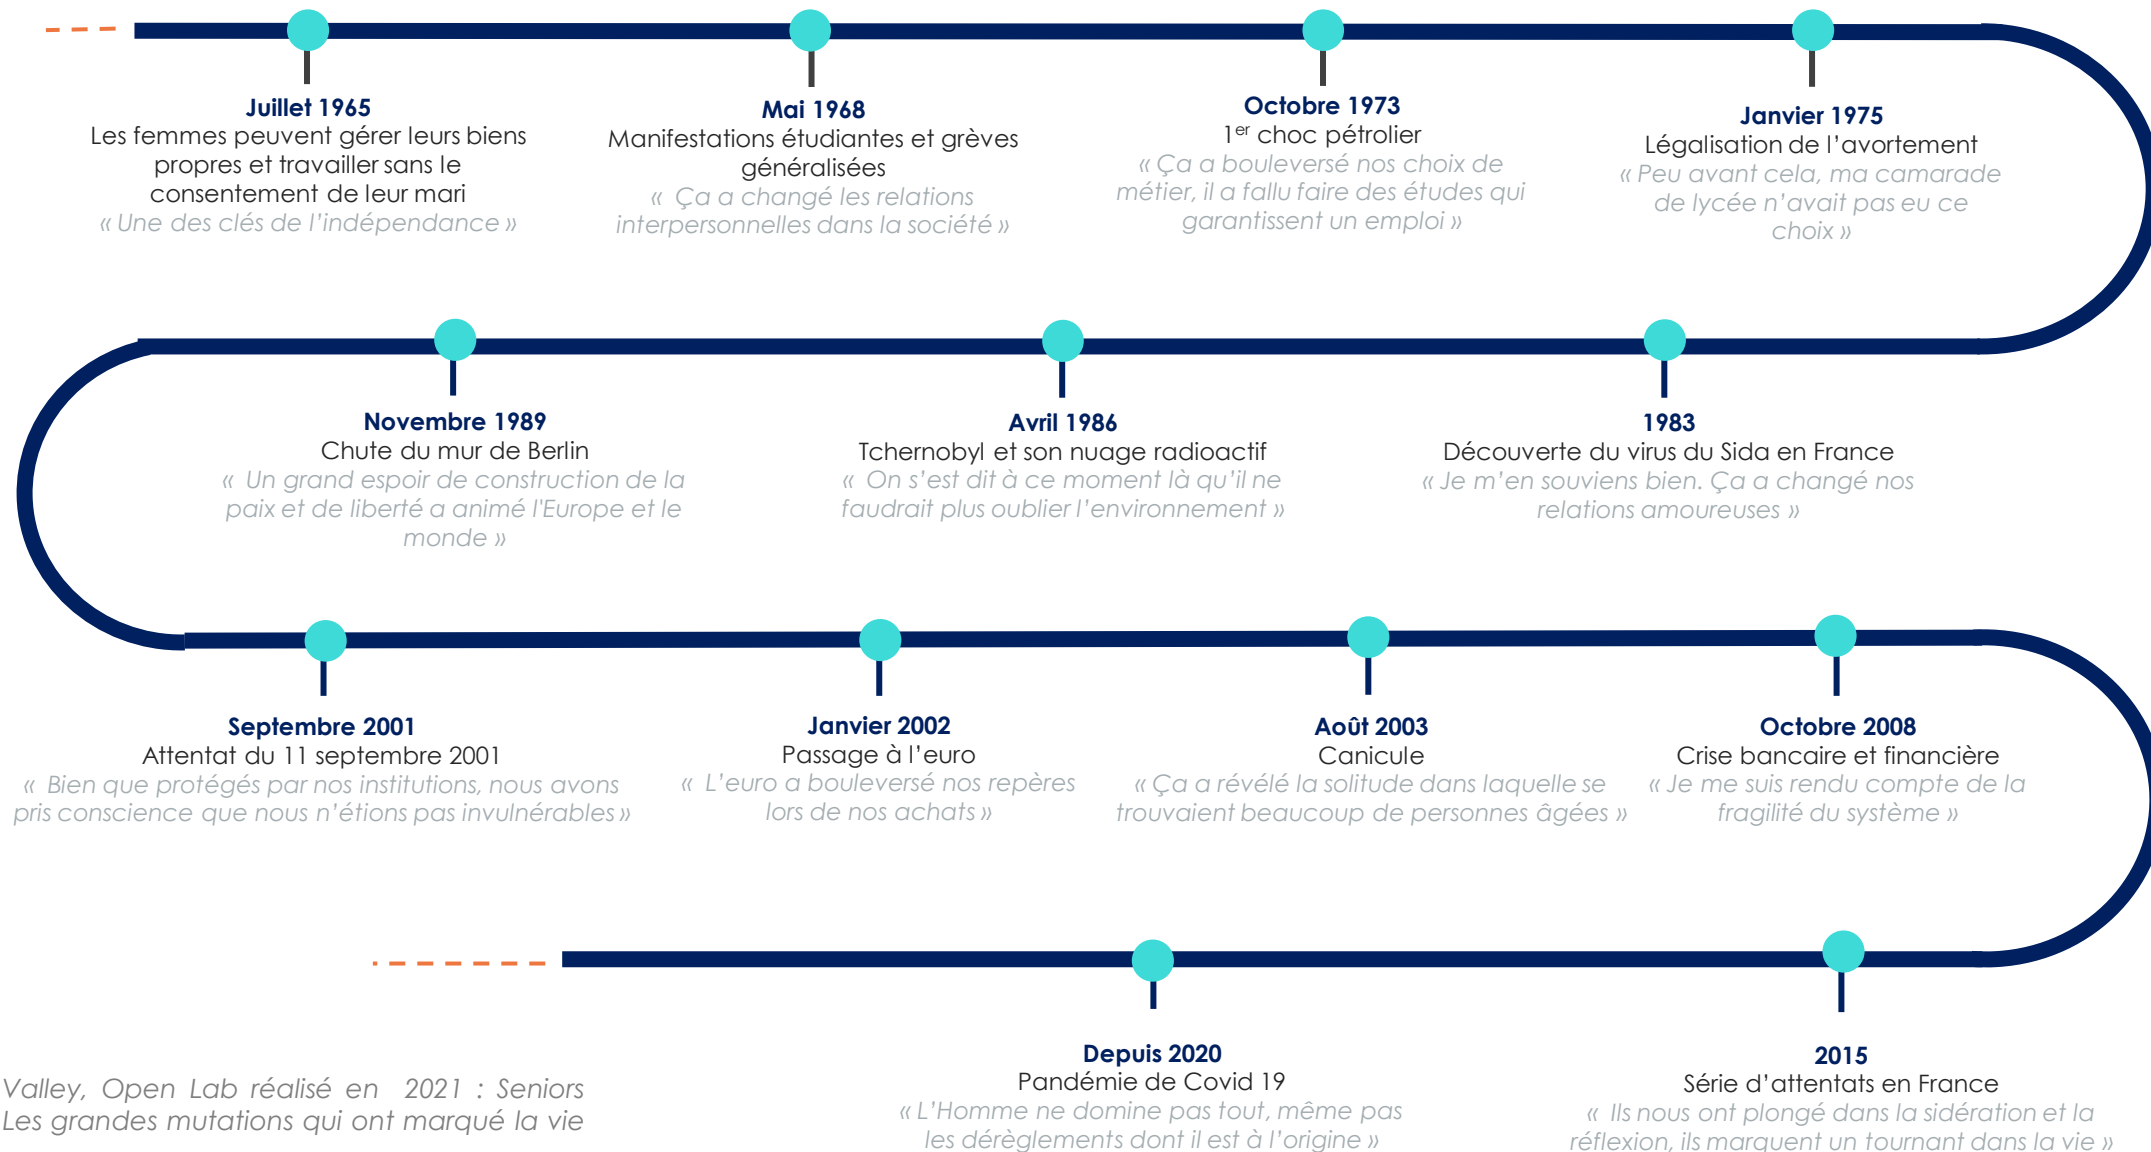 Juillet 1965
Les femmes peuvent gérer leurs biens
propres et travailler sans le
consentement de leur mari
« Une des clés de l’indépendance »
Mai 1968
Manifestations étudiantes et grèves
généralisées
« Ça a changé les relations
interpersonnelles dans la société »
Octobre 1973
1er choc pétrolier
« Ça a bouleversé nos choix de
métier, il a fallu faire des études qui
garantissent un emploi »
Janvier 1975
Légalisation de l’avortement
« Peu avant cela, ma camarade
de lycée n’avait pas eu ce
choix »
1983
Découverte du virus du Sida en France
« Je m’en souviens bien. Ça a changé nos
relations amoureuses »
Avril 1986
Tchernobyl et son nuage radioactif
« On s’est dit à ce moment là qu’il ne
faudrait plus oublier l’environnement »
Novembre 1989
Chute du mur de Berlin
« Un grand espoir de construction de la
paix et de liberté a animé l'Europe et le
monde »
Septembre 2001
Attentat du 11 septembre 2001
« Bien que protégés par nos institutions, nous avons
pris conscience que nous n’étions pas invulnérables »
Janvier 2002
Passage à l’euro
« L’euro a bouleversé nos repères
lors de nos achats »
Août 2003
Canicule
« Ça a révélé la solitude dans laquelle se
trouvaient beaucoup de personnes âgées »
Octobre 2008
Crise bancaire et financière
« Je me suis rendu compte de la
fragilité du système »
2015
Série d’attentats en France
« Ils nous ont plongé dans la sidération et la
réflexion, ils marquent un tournant dans la vie »
Depuis 2020
Pandémie de Covid 19
« L’Homme ne domine pas tout, même pas
les dérèglements dont il est à l’origine »
Valley, Open Lab réalisé en 2021 : Seniors
Les grandes mutations qui ont marqué la vie